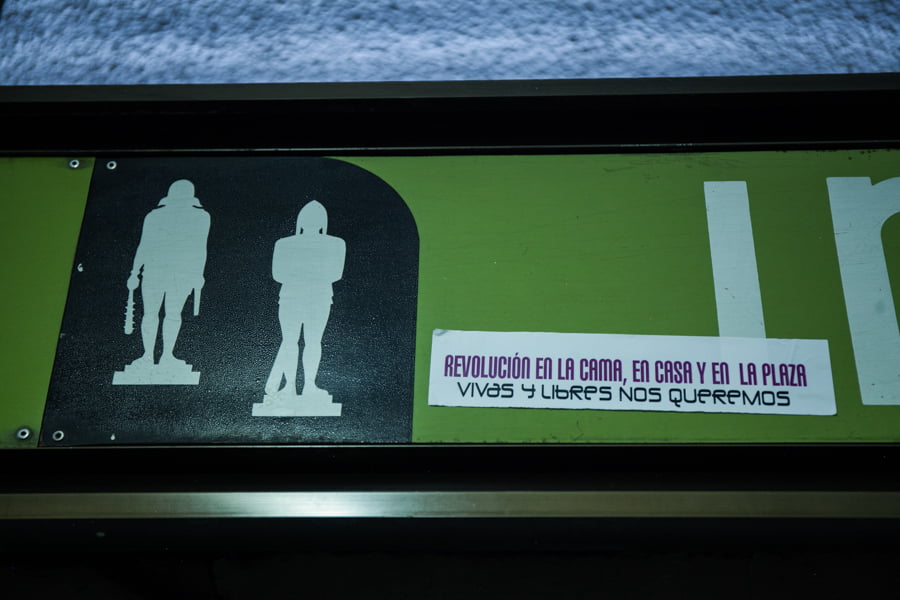 REVOLUCIÓN EN LA CAMA, EN CASA Y EN LA PLAZA
VIVAS Y LIBRES NOS QUEREMOS